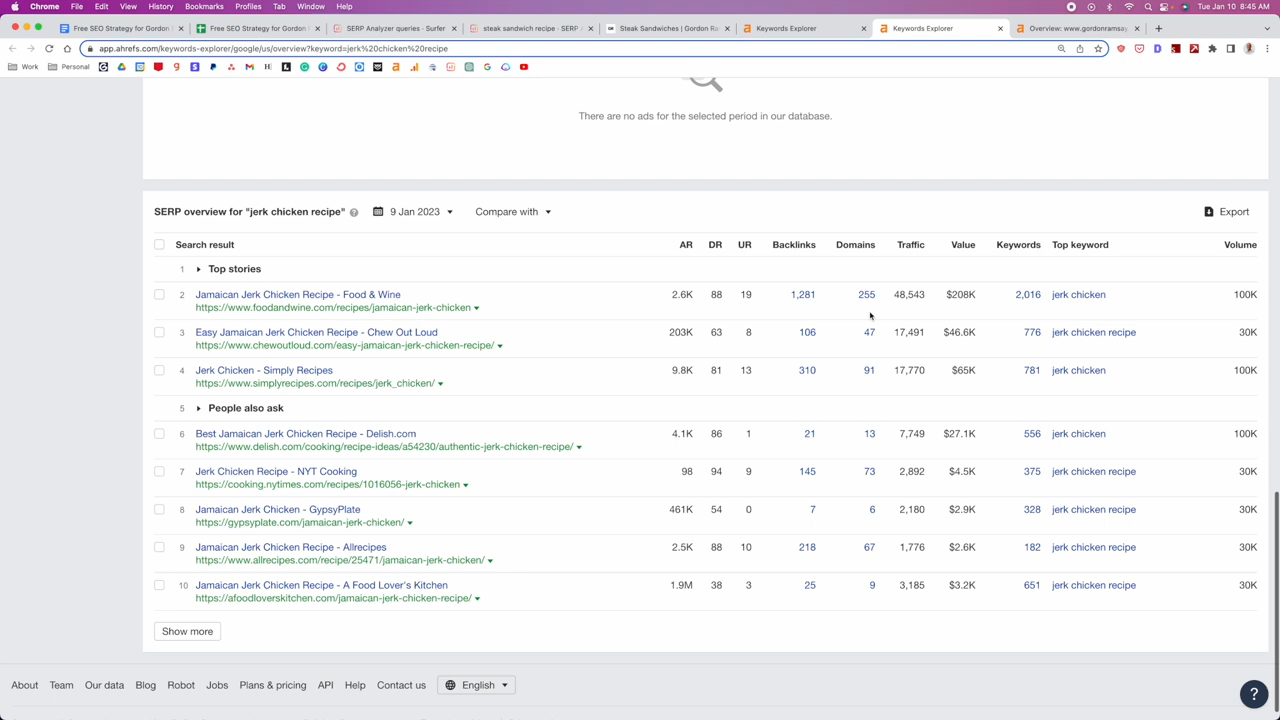 Chrome File Edit View History Bookmarks Profiles Tab Window Help Tue Jan 10 8:45 AM
Free SEO Strategy for Gordon Free SEO Strategy for Gordon SERP Analyzer queries - Surfer steak sandwich recipe - SERP Steak Sandwiches | Gordon Ra Keywords Explorer Keywords Explorer Overview: www.gordonramsay
app.ahrefs.com/keywords-explorer/google/us/overview?keyword=jerk%20chicken%20recipe
Work Personal
There are no ads for the selected period in our database.
SERP overview for "jerk chicken recipe" ? 9 Jan 2023 Compare with Export
Search result AR DR UR Backlinks Domains Traffic Value Keywords Top keyword Volume
1 Top stories
2 Jamaican Jerk Chicken Recipe - Food & Wine 2.6K 88 19 1,281 255 48,543 $208K 2,016 jerk chicken 100K
https://www.foodandwine.com/recipes/jamaican-jerk-chicken
3 Easy Jamaican Jerk Chicken Recipe - Chew Out Loud 203K 63 8 106 47 17,491 $46.6K 776 jerk chicken recipe 30K
https://www.chewoutloud.com/easy-jamaican-jerk-chicken-recipe/
4 Jerk Chicken - Simply Recipes 9.8K 81 13 310 91 17,770 $65K 781 jerk chicken 100K
https://www.simplyrecipes.com/recipes/jerk_chicken/
5 People also ask
6 Best Jamaican Jerk Chicken Recipe - Delish.com 4.1K 86 1 21 13 7,749 $27.1K 556 jerk chicken 100K
https://www.delish.com/cooking/recipe-ideas/a54230/authentic-jerk-chicken-recipe/
7 Jerk Chicken Recipe - NYT Cooking 98 94 9 145 73 2,892 $4.5K 375 jerk chicken recipe 30K
https://cooking.nytimes.com/recipes/1016056-jerk-chicken
8 Jamaican Jerk Chicken - GypsyPlate 461K 54 0 7 6 2,180 $2.9K 328 jerk chicken recipe 30K
https://gypsyplate.com/jamaican-jerk-chicken/
9 Jamaican Jerk Chicken Recipe - Allrecipes 2.5K 88 10 218 67 1,776 $2.6K 182 jerk chicken recipe 30K
https://www.allrecipes.com/recipe/25471/jamaican-jerk-chicken/
10 Jamaican Jerk Chicken Recipe - A Food Lover's Kitchen 1.9M 38 3 25 9 3,185 $3.2K 651 jerk chicken recipe 30K
https://afoodloverskitchen.com/jamaican-jerk-chicken-recipe/
Show more
About Team Our data Blog Robot Jobs Plans & pricing API Help Contact us English ?